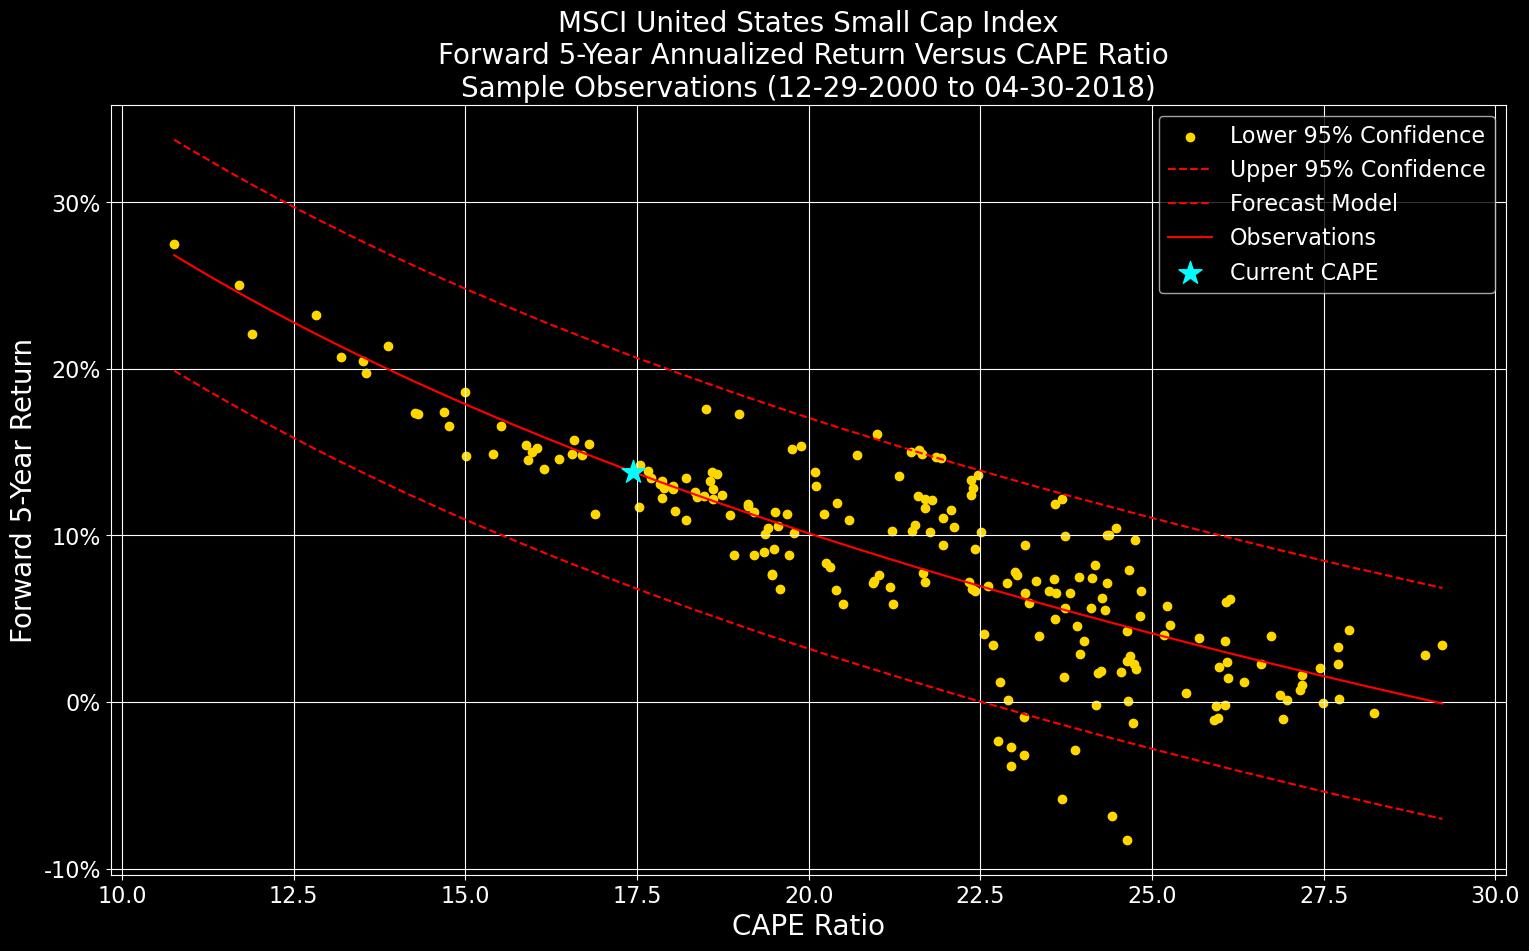 MSCI United States Small Cap Index
Forward 5-Year Annualized Return Versus CAPE Ratio
Sample Observations (12-29-2000 to 04-30-2018)
Lower 95% Confidence
Upper 95% Confidence
Forecast Model
Observations
Current CAPE
Forward 5-Year Return
30%
20%
10%
0%
-10%
10.0 12.5 15.0 17.5 20.0 22.5 25.0 27.5 30.0
CAPE Ratio